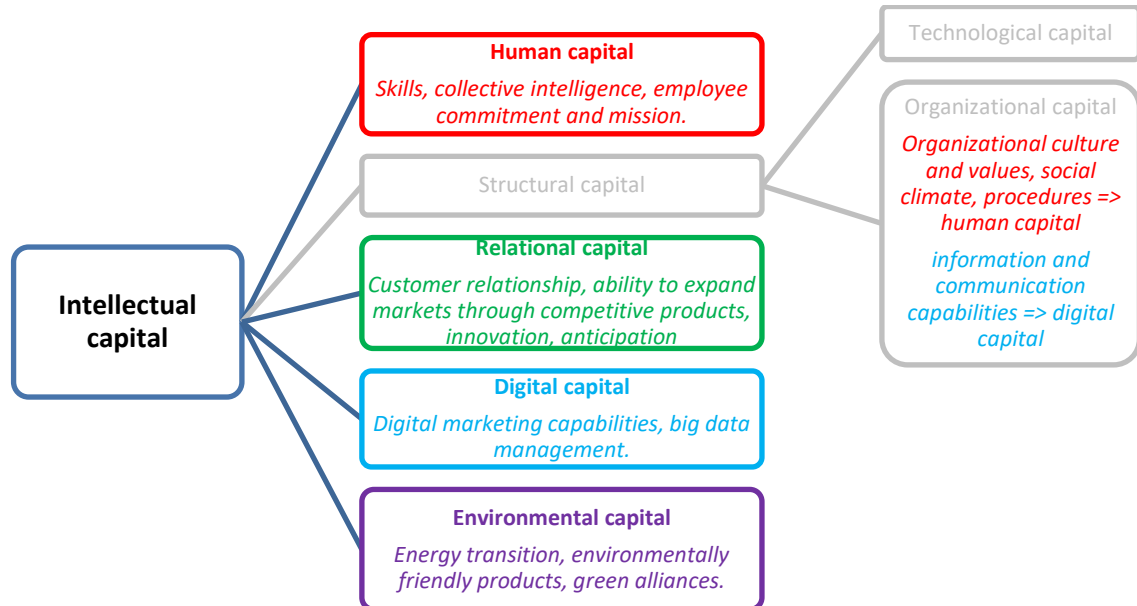 Intellectual
capital
Human capital
Skills, collective intelligence, employee
commitment and mission.
Structural capital
Relational capital
Customer relationship, ability to expand
markets through competitive products,
innovation, anticipation
Digital capital
Digital marketing capabilities, big data
management.
Environmental capital
Energy transition, environmentally
friendly products, green alliances.
Technological capital
Organizational capital
Organizational culture
and values, social
climate, procedures =>
human capital
information and
communication
capabilities => digital
capital